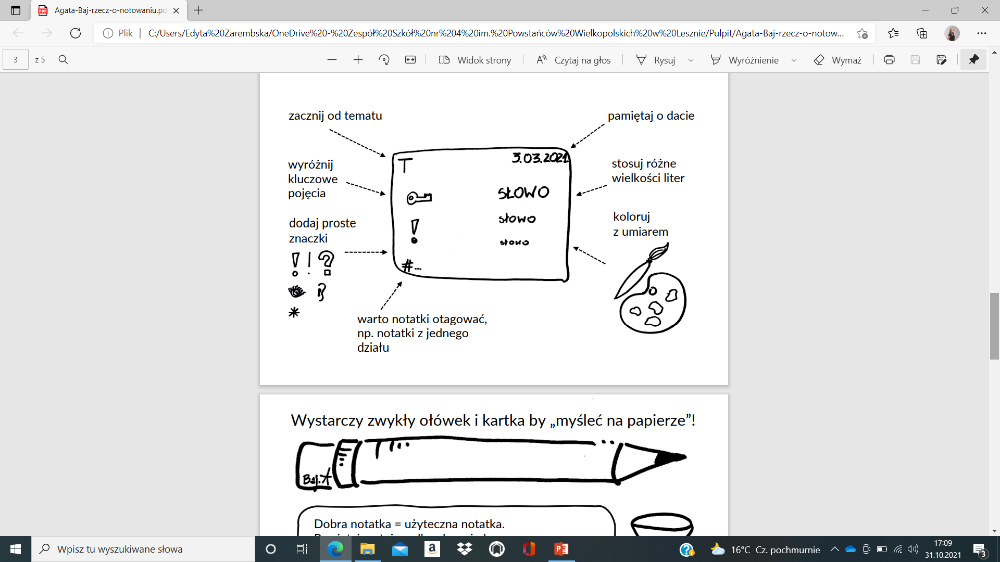 Agata-Baj-rzecz-o-notowaniu.pd
Plik
C:/Users/Edyta%20Zarembska/OneDrive%20-%20Zespół%20Szkół%20nr%204%20im.%20Powstańców%20Wielkopolskich%20w%20Lesznie/Pulpit/Agata-Baj-rzecz-o-notow...
3 z 5
Widok strony
Czytaj na głos
Rysuj
Wyróżnienie
Wymaż
zacznij od tematu
pamiętaj o dacie
T
3.03.2021
wyróżnij
kluczowe
pojęcia
stosuj różne
wielkości liter
SŁOWO
słowo
słowo
dodaj proste
znaczki
! ! ?
*
!
#...
koloruj
z umiarem
warto notatki otagować,
np. notatki z jednego
działu
Wystarczy zwykły ołówek i kartka by „myśleć na papierze”!
Baj.A
Dobra notatka = użyteczna notatka.
Wpisz tu wyszukiwane słowa
16°C Cz. pochmurnie
17:09
31.10.2021
3